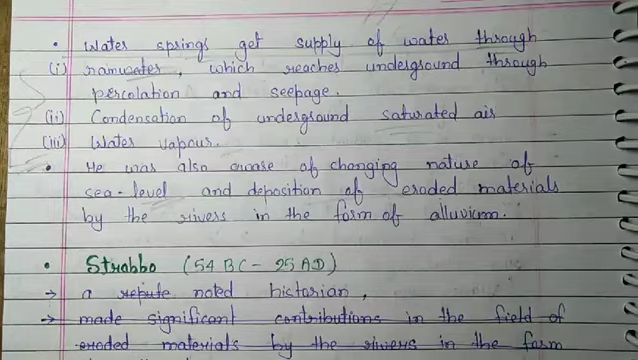 • Water springs get supply of water through
(i) rainwater, which reaches underground through
percolation and seepage.
(ii) Condensation of underground saturated air
(iii) Water vapour.
• He was also aware of changing nature of
sea-level and deposition of eroded materials
by the rivers in the form of alluvium.
• Strabbo (54 BC - 25 AD)
→ a repute noted historian,
→ made significant contributions in the field of
eroded materials by the rivers in the form